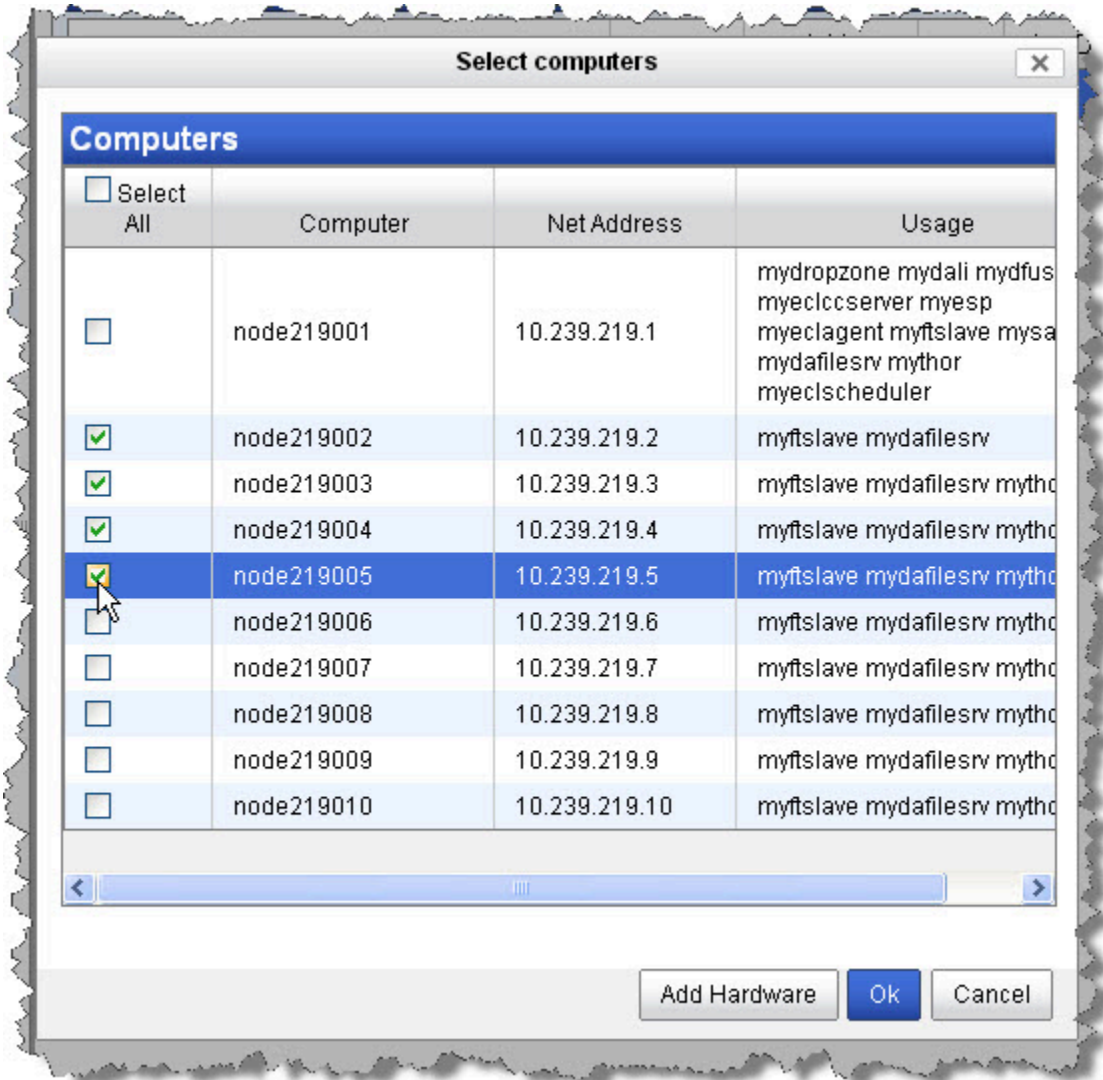 Select computers
Computers
Select All Computer Net Address Usage
node219001 10.239.219.1 mydropzone mydali mydfus
myeclccserver myesp
myeclagent myftslave mysa
mydafilesrv mythor
myeclscheduler
node219002 10.239.219.2 myftslave mydafilesrv
node219003 10.239.219.3 myftslave mydafilesrv mytho
node219004 10.239.219.4 myftslave mydafilesrv mytho
node219005 10.239.219.5 myftslave mydafilesrv mytho
node219006 10.239.219.6 myftslave mydafilesrv mytho
node219007 10.239.219.7 myftslave mydafilesrv mytho
node219008 10.239.219.8 myftslave mydafilesrv mytho
node219009 10.239.219.9 myftslave mydafilesrv mytho
node219010 10.239.219.10 myftslave mydafilesrv mytho
Add Hardware Ok Cancel